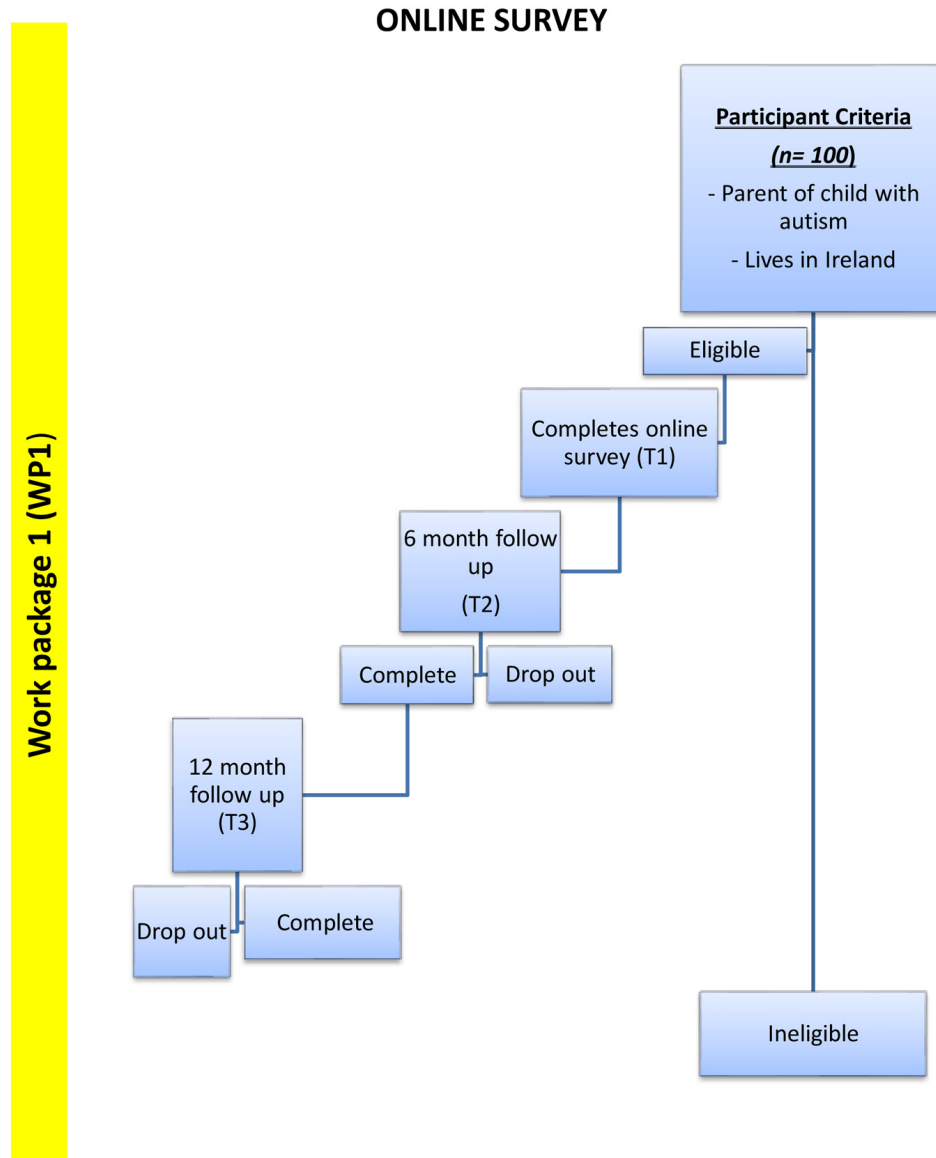 ONLINE SURVEY
Work package 1 (WP1)
Participant Criteria
(n= 100)
- Parent of child with
autism
- Lives in Ireland
Eligible
Completes online
survey (T1)
6 month follow
up
(T2)
Complete
Drop out
12 month
follow up
(T3)
Drop out
Complete
Ineligible